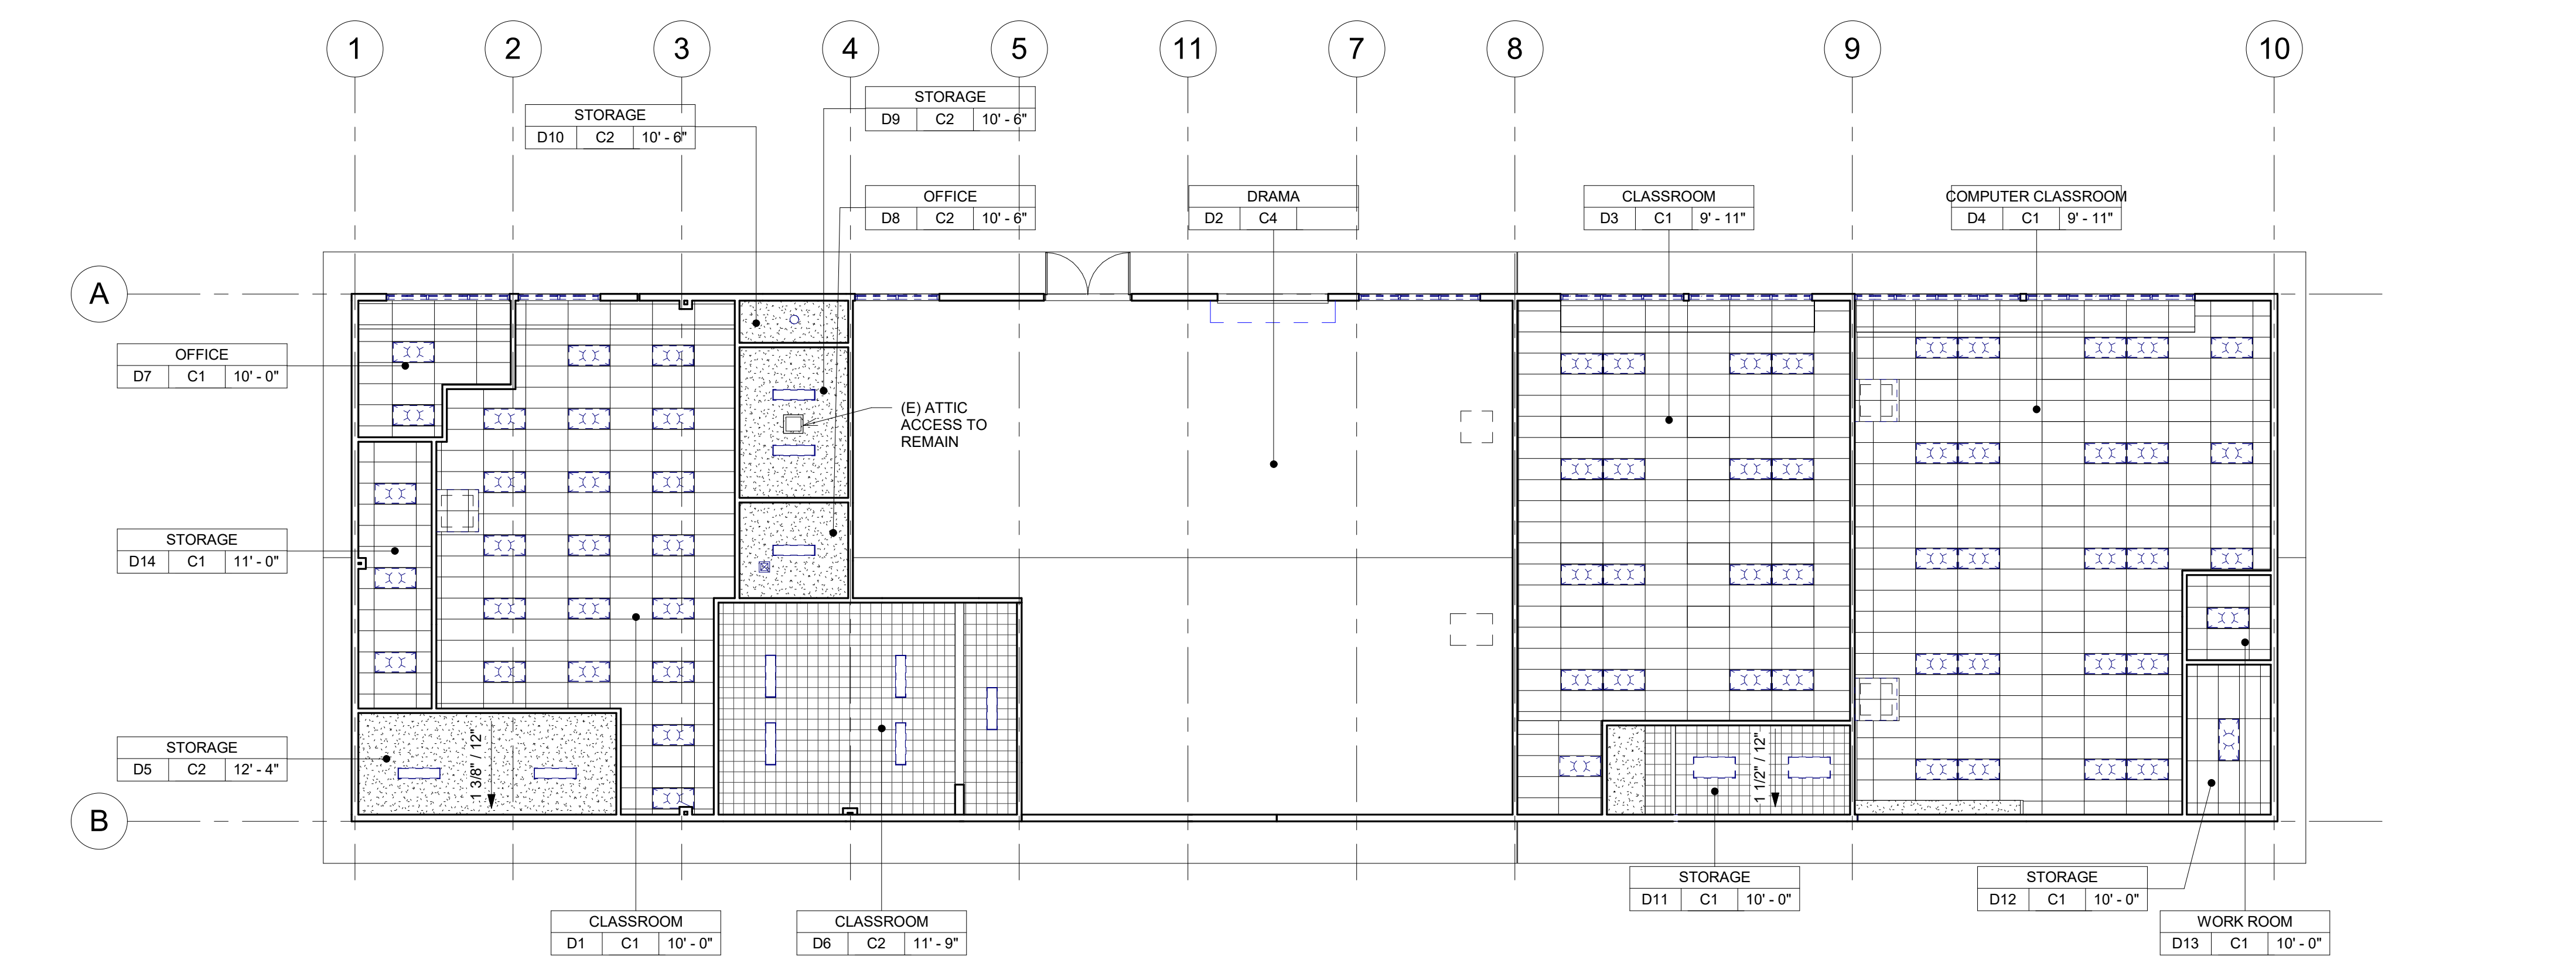 1 2 3 4 5 11 7 8 9 10
STORAGE
D9 C2 10' - 6"
STORAGE
D10 C2 10' - 6"
OFFICE
D8 C2 10' - 6"
DRAMA
D2 C4
CLASSROOM
D3 C1 9' - 11"
COMPUTER CLASSROOM
D4 C1 9' - 11"
A
OFFICE
D7 C1 10' - 0"
(E) ATTIC
ACCESS TO
REMAIN
STORAGE
D14 C1 11' - 0"
STORAGE
D5 C2 12' - 4"
1 3/8" / 12"
1 1/2" / 12"
B
STORAGE
D11 C1 10' - 0"
STORAGE
D12 C1 10' - 0"
CLASSROOM
D1 C1 10' - 0"
CLASSROOM
D6 C2 11' - 9"
WORK ROOM
D13 C1 10' - 0"